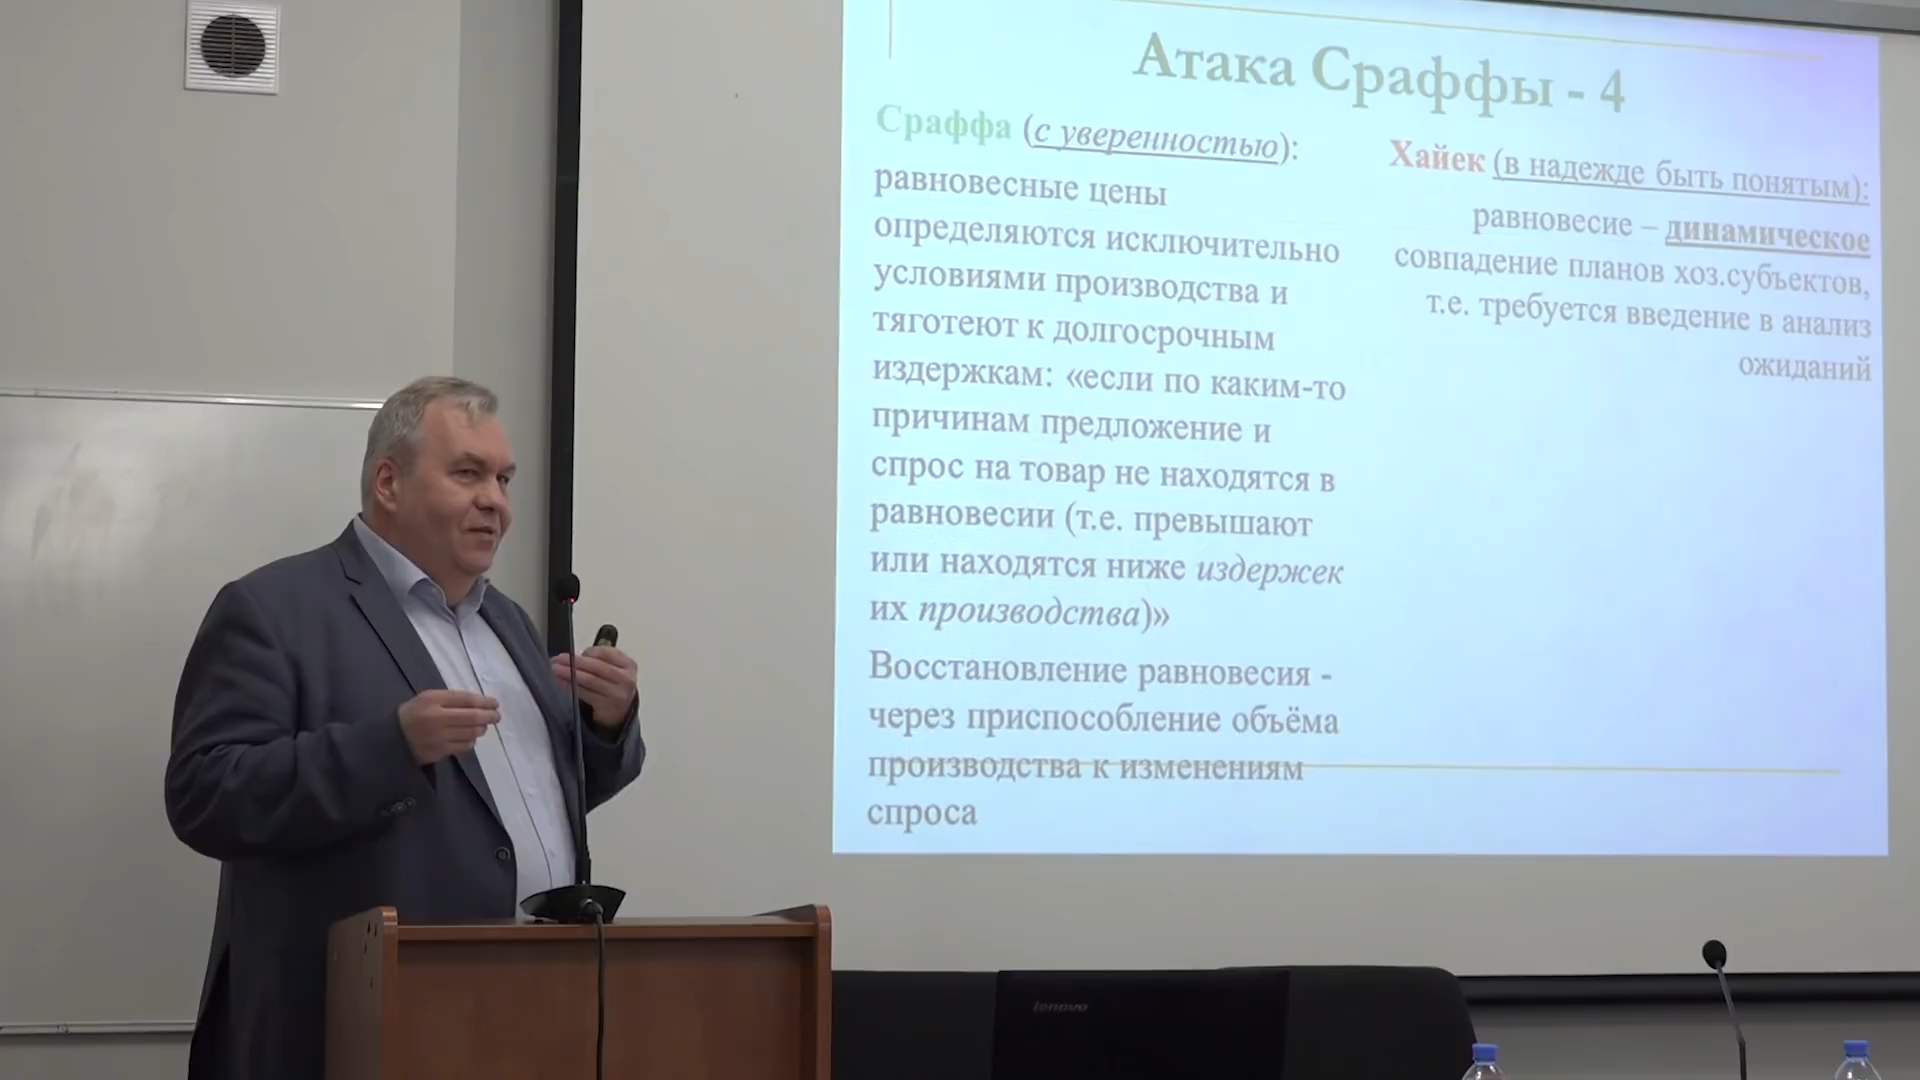 Атака Сраффы - 4
Сраффа (с уверенностью):
равновесные цены
определяются исключительно
условиями производства и
тяготеют к долгосрочным
издержкам: «если по каким-то
причинам предложение и
спрос на товар не находятся в
равновесии (т.е. превышают
или находятся ниже издержек
их производства)»
Восстановление равновесия -
через приспособление объёма
производства к изменениям
спроса
Хайек (в надежде быть понятым):
равновесие – динамическое
совпадение планов хоз.субъектов,
т.е. требуется введение в анализ
ожиданий
lenovo